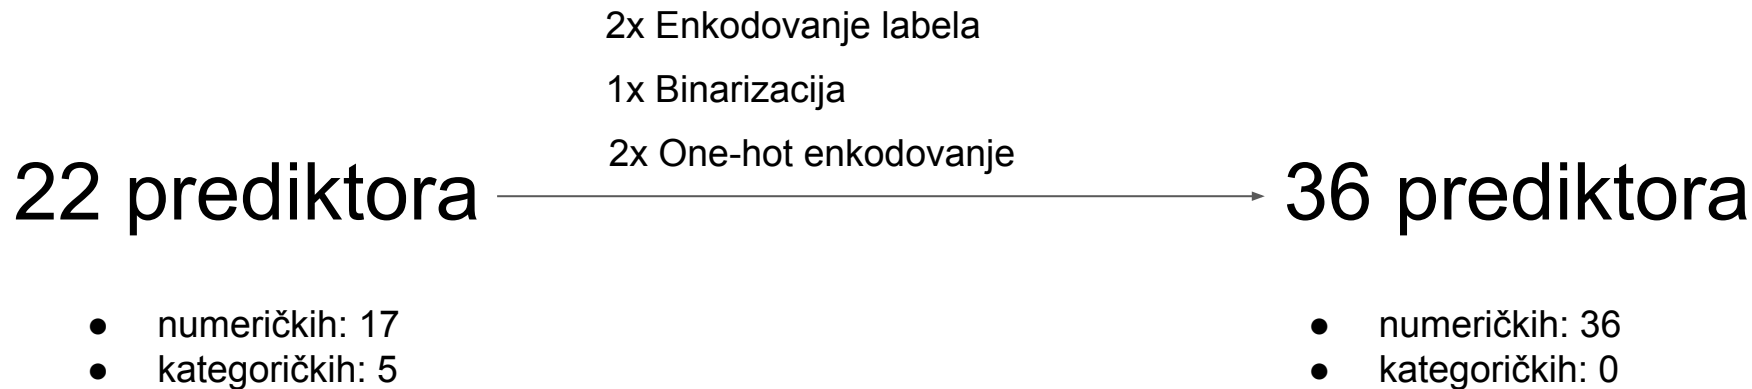 2x Enkodovanje labela
1x Binarizacija
2x One-hot enkodovanje
22 prediktora
36 prediktora
● numeričkih: 17
● kategoričkih: 5
● numeričkih: 36
● kategoričkih: 0